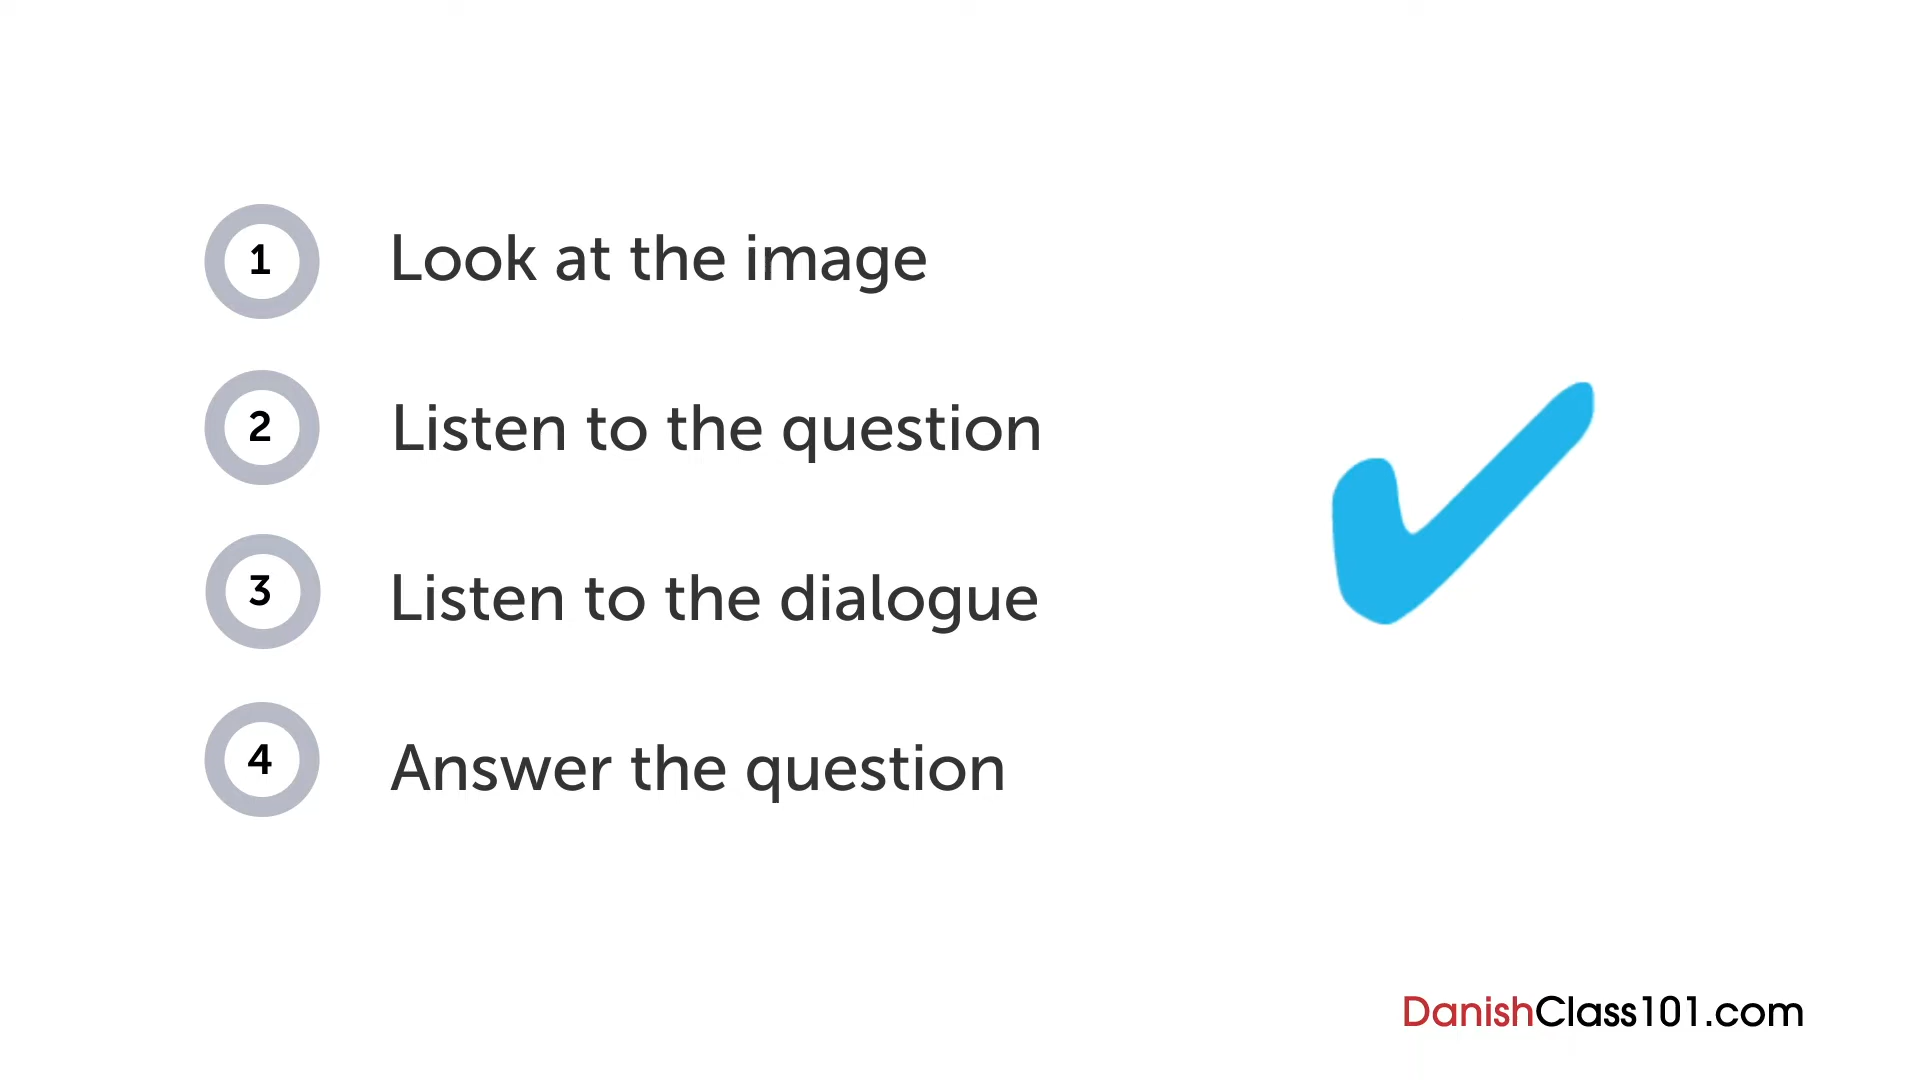 1 Look at the image
2 Listen to the question
3 Listen to the dialogue
4 Answer the question
DanishClass101.com